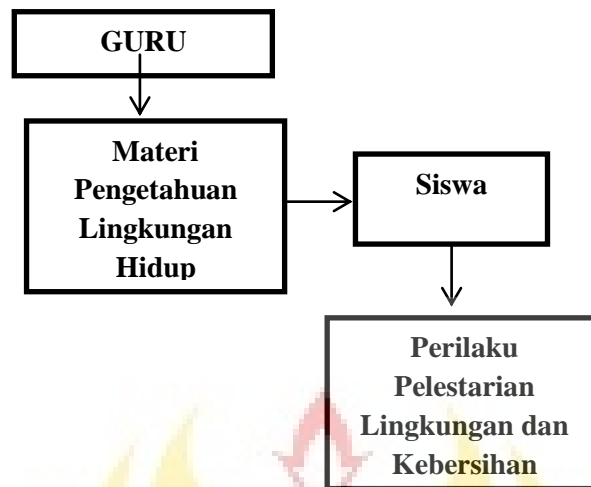 GURU
Materi
Pengetahuan
Lingkungan
Hidup
Siswa
Perilaku
Pelestarian
Lingkungan dan
Kebersihan